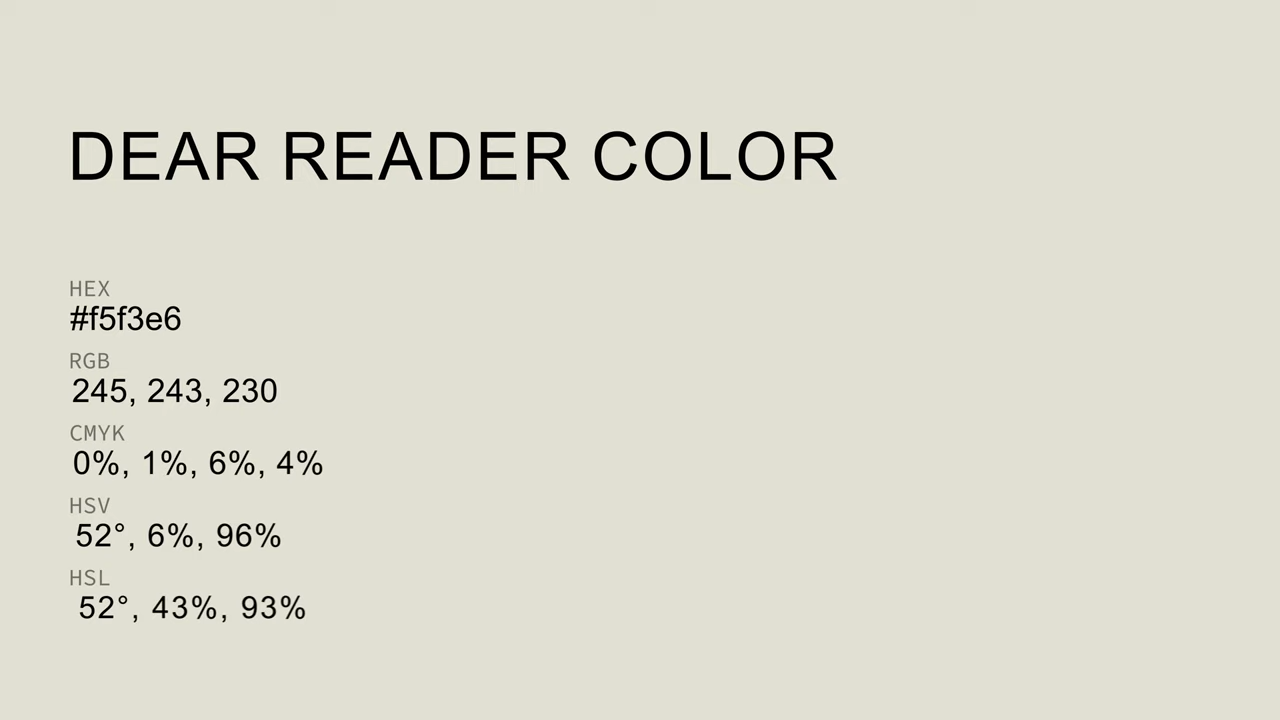 DEAR READER COLOR
HEX
#f5f3e6
RGB
245, 243, 230
CMYK
0%, 1%, 6%, 4%
HSV
52°, 6%, 96%
HSL
52°, 43%, 93%